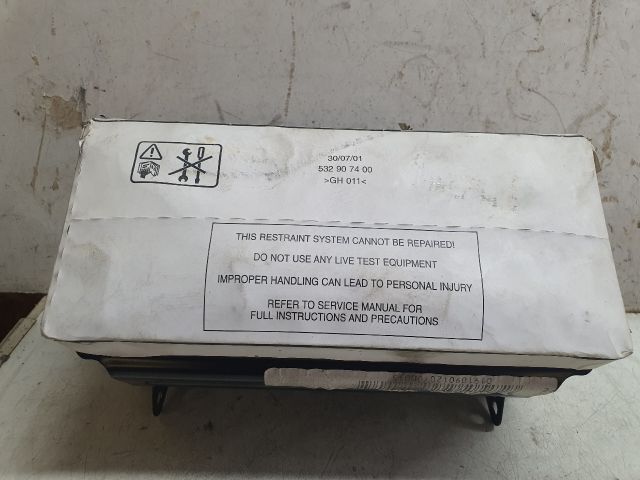 30/07/01
532 90 74 00
>GH 011<
THIS RESTRAINT SYSTEM CANNOT BE REPAIRED!
DO NOT USE ANY LIVE TEST EQUIPMENT
IMPROPER HANDLING CAN LEAD TO PERSONAL INJURY
REFER TO SERVICE MANUAL FOR
FULL INSTRUCTIONS AND PRECAUTIONS